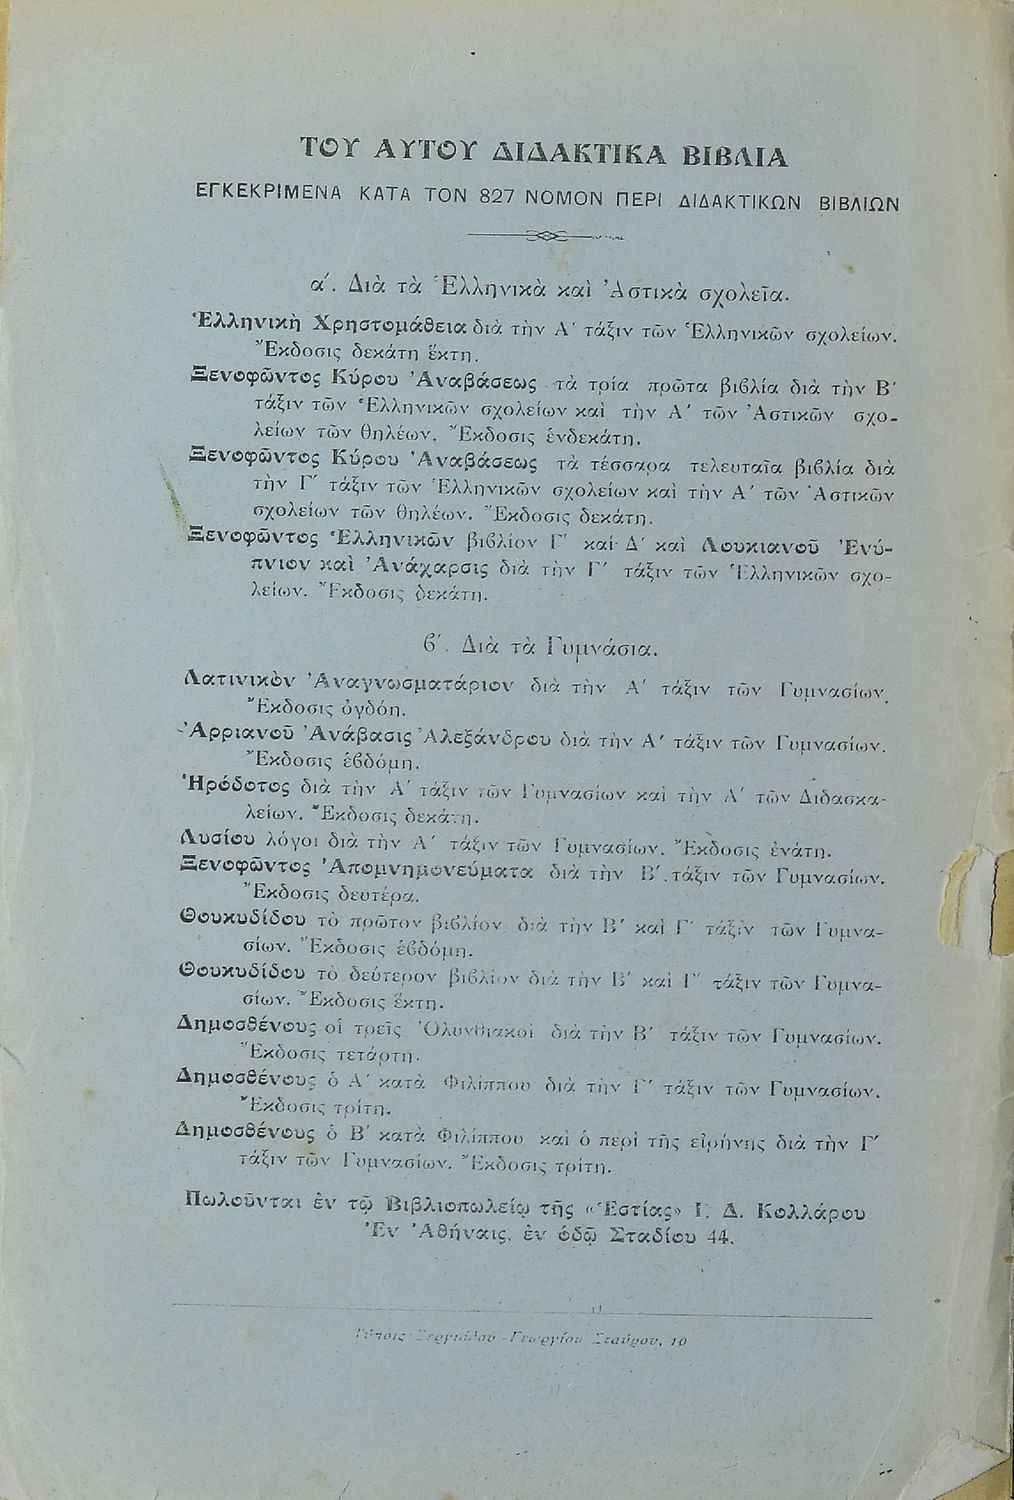 ΤΟΥ ΑΥΤΟΥ ΔΙΔΑΚΤΙΚΑ ΒΙΒΛΙΑ
ΕΓΚΕΚΡΙΜΕΝΑ ΚΑΤΑ ΤΟΝ 827 ΝΟΜΟΝ ΠΕΡΙ ΔΙΔΑΚΤΙΚΩΝ ΒΙΒΛΙΩΝ
α΄. Διὰ τὰ Ἑλληνικὰ καὶ Ἀστικὰ σχολεῖα.
Ἑλληνικὴ Χρηστομάθεια διὰ τὴν Α΄ τάξιν τῶν Ἑλληνικῶν σχολείων.
Ἔκδοσις δεκάτη ἕκτη.
Ξενοφῶντος Κύρου Ἀναβάσεως τὰ τρία πρῶτα βιβλία διὰ τὴν Β΄
τάξιν τῶν Ἑλληνικῶν σχολείων καὶ τὴν Α΄ τῶν Ἀστικῶν σχο-
λείων τῶν θηλέων. Ἔκδοσις ἑνδεκάτη.
Ξενοφῶντος Κύρου Ἀναβάσεως τὰ τέσσαρα τελευταῖα βιβλία διὰ
τὴν Γ΄ τάξιν τῶν Ἑλληνικῶν σχολείων καὶ τὴν Α΄ τῶν Ἀστικῶν
σχολείων τῶν θηλέων. Ἔκδοσις δεκάτη.
Ξενοφῶντος Ἑλληνικῶν βιβλίον Γ΄ καὶ Δ΄ καὶ Λουκιανοῦ Ἐνύ-
πνιον καὶ Ἀνάχαρσις διὰ τὴν Γ΄ τάξιν τῶν Ἑλληνικῶν σχο-
λείων. Ἔκδοσις δεκάτη.
β΄. Διὰ τὰ Γυμνάσια.
Λατινικὸν Ἀναγνωσματάριον διὰ τὴν Α΄ τάξιν τῶν Γυμνασίων.
Ἔκδοσις ὀγδόη.
Ἀρριανοῦ Ἀνάβασις Ἀλεξάνδρου διὰ τὴν Α΄ τάξιν τῶν Γυμνασίων.
Ἔκδοσις ἑβδόμη.
Ἡρόδοτος διὰ τὴν Α΄ τάξιν τῶν Γυμνασίων καὶ τὴν Α΄ τῶν Διδασκα-
λείων. Ἔκδοσις δεκάτη.
Λυσίου λόγοι διὰ τὴν Α΄ τάξιν τῶν Γυμνασίων. Ἔκδοσις ἐνάτη.
Ξενοφῶντος Ἀπομνημονεύματα διὰ τὴν Β΄. τάξιν τῶν Γυμνασίων.
Ἔκδοσις δευτέρα.
Θουκυδίδου τὸ πρῶτον βιβλίον διὰ τὴν Β΄ καὶ Γ΄ τάξιν τῶν Γυμνα-
σίων. Ἔκδοσις ἑβδόμη.
Θουκυδίδου τὸ δεύτερον βιβλίον διὰ τὴν Β΄ καὶ Γ΄ τάξιν τῶν Γυμνα-
σίων. Ἔκδοσις ἕκτη.
Δημοσθένους οἱ τρεῖς Ὀλυνθιακοὶ διὰ τὴν Β΄ τάξιν τῶν Γυμνασίων.
Ἔκδοσις τετάρτη.
Δημοσθένους ὁ Α΄ κατὰ Φιλίππου διὰ τὴν Γ΄ τάξιν τῶν Γυμνασίων.
Ἔκδοσις τρίτη.
Δημοσθένους ὁ Β΄ κατὰ Φιλίππου καὶ ὁ περὶ τῆς εἰρήνης διὰ τὴν Γ΄
τάξιν τῶν Γυμνασίων. Ἔκδοσις τρίτη.
Πωλοῦνται ἐν τῷ Βιβλιοπωλείῳ τῆς «Ἑστίας» Ι. Δ. Κολλάρου
Ἐν Ἀθήναις, ἐν ὁδῷ Σταδίου 44.
Τύποις Σεργιάδου - Γεωργίου Σταύρου, 10